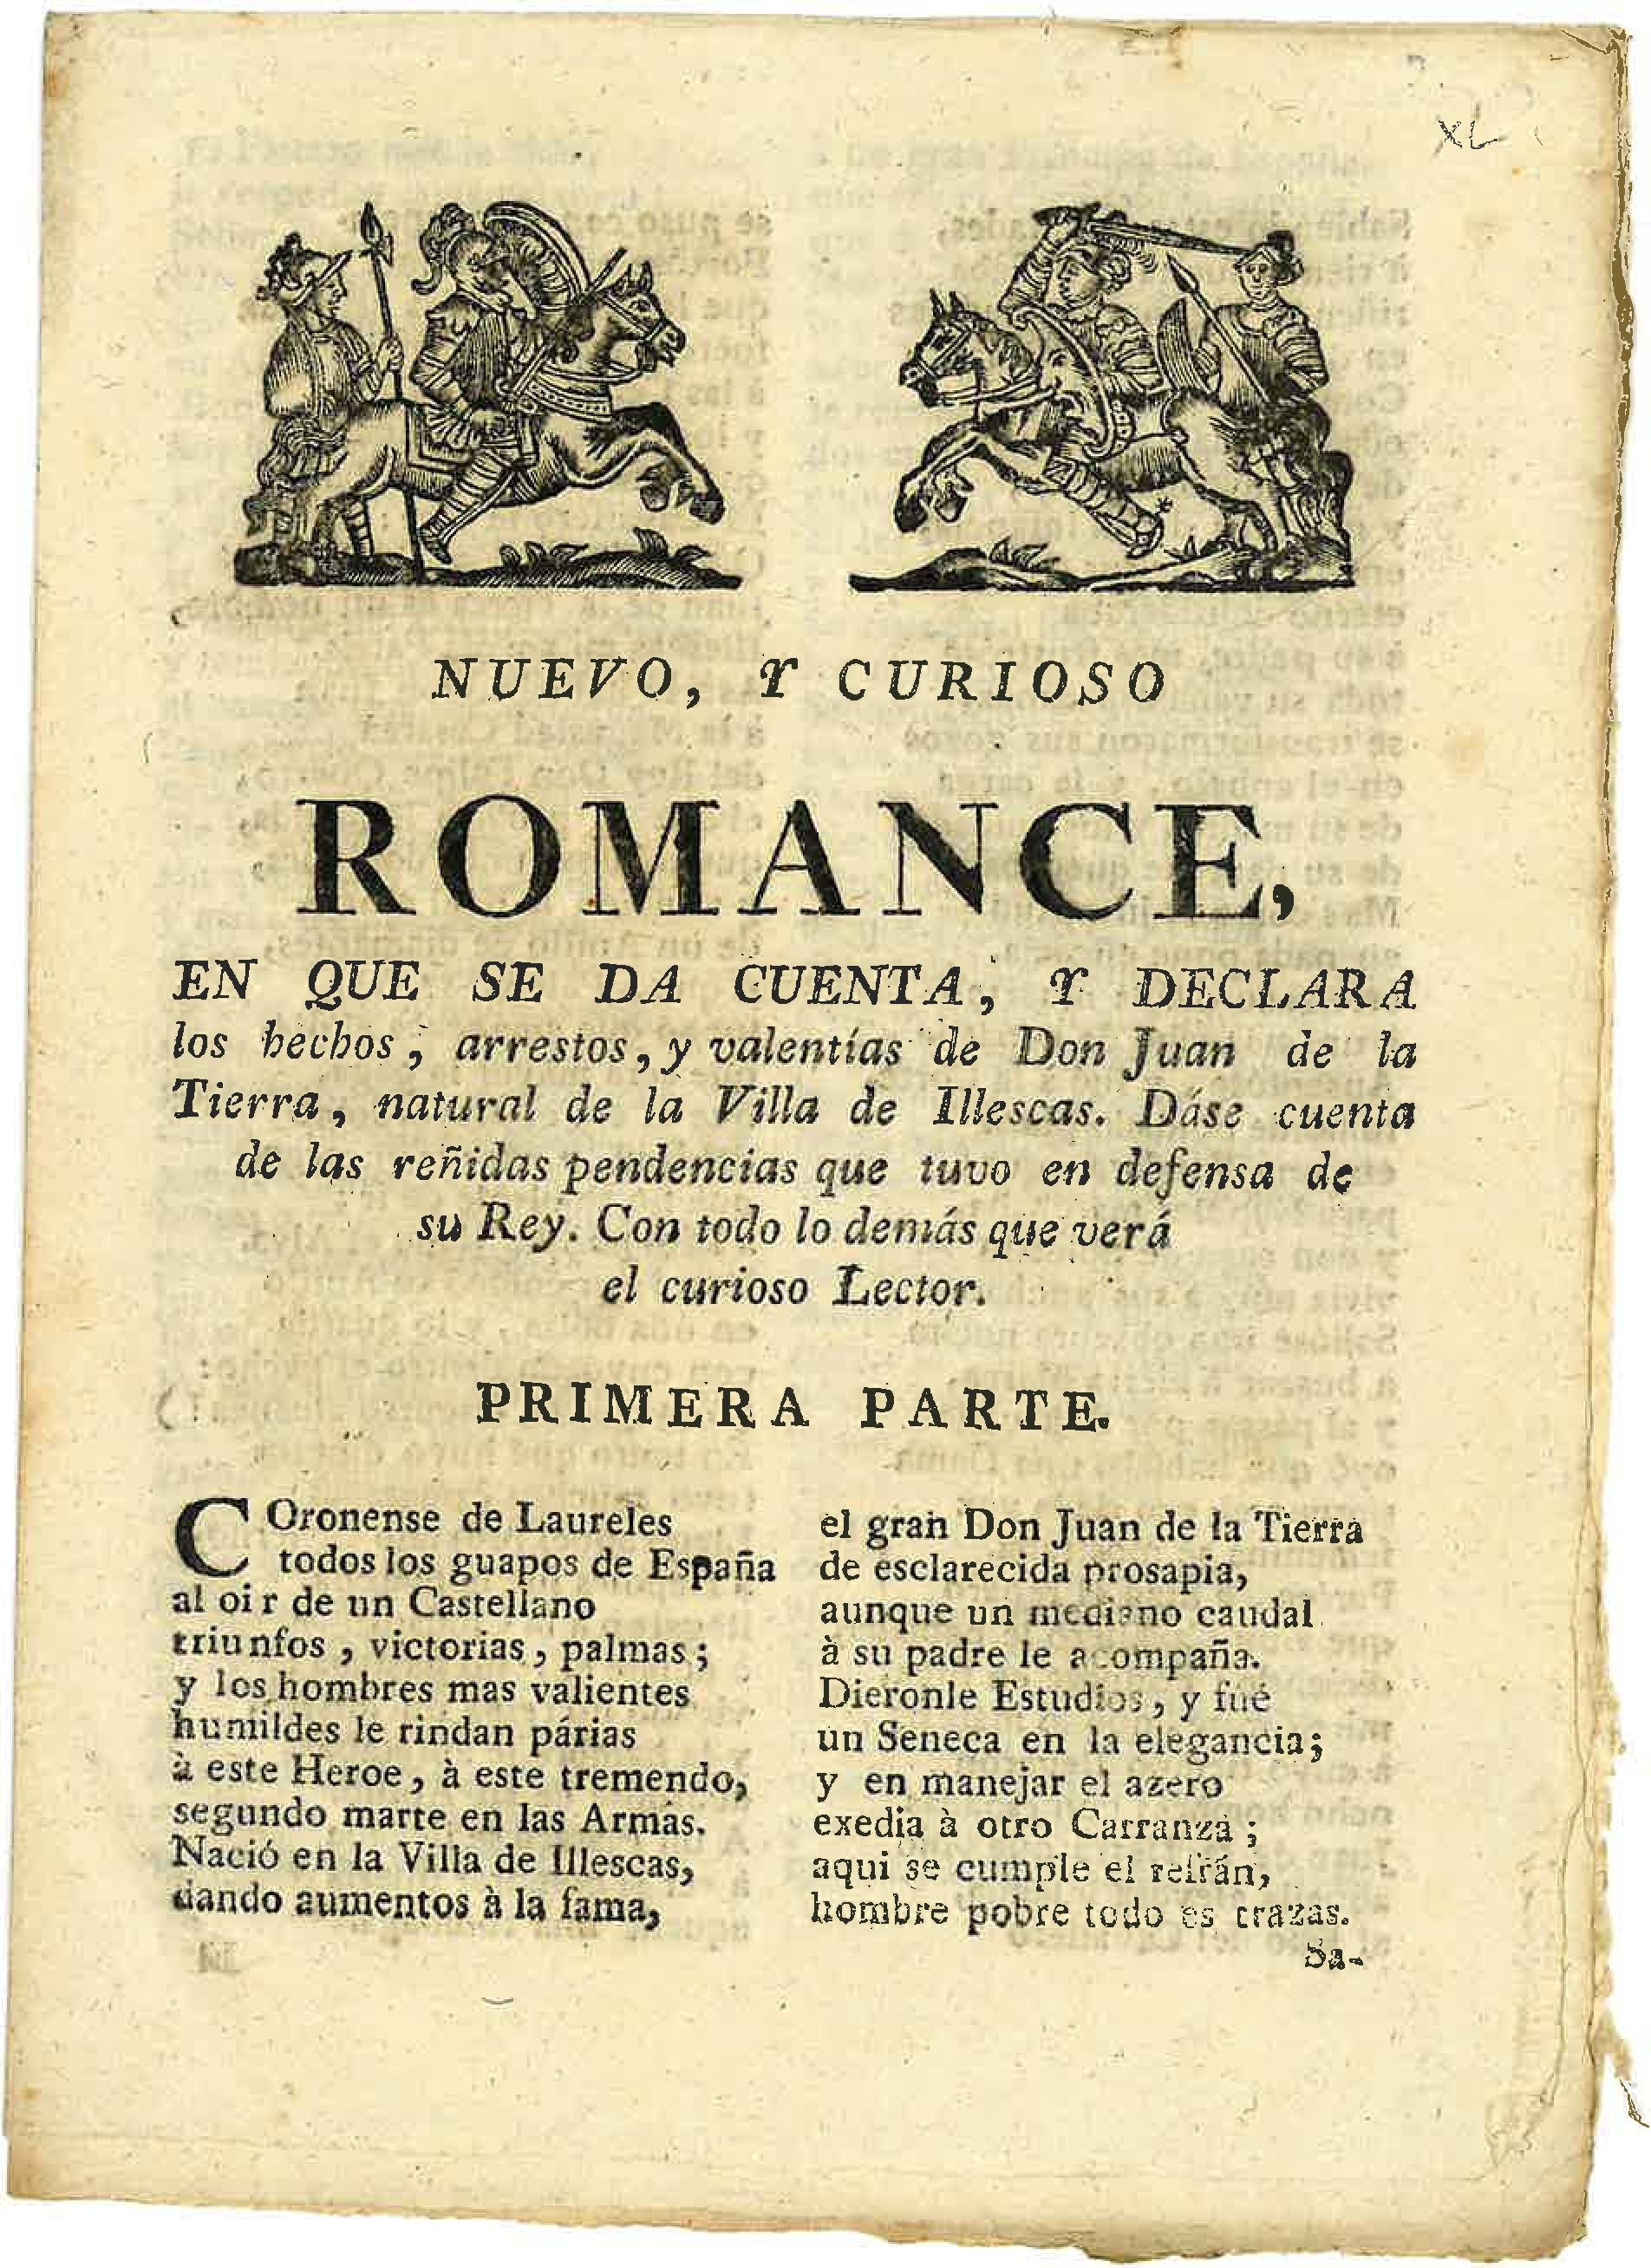 XL
NUEVO, Y CURIOSO
ROMANCE,
EN QUE SE DA CUENTA, Y DECLARA
los hechos, arrestos, y valentías de Don Juan de la
Tierra, natural de la Villa de Illescas. Dáse cuenta
de las reñidas pendencias que tuvo en defensa de
su Rey. Con todo lo demás que verá
el curioso Lector.
PRIMERA PARTE.
COronense de Laureles
todos los guapos de España
al oir de un Castellano
triunfos, victorias, palmas;
y los hombres mas valientes
humildes le rindan párias
à este Heroe, à este tremendo,
segundo marte en las Armas.
Nació en la Villa de Illescas,
dando aumentos à la fama,
el gran Don Juan de la Tierra
de esclarecida prosapia,
aunque un mediano caudal
à su padre le acompaña.
Dieronle Estudios, y fué
un Seneca en la elegancia;
y en manejar el azero
exedia à otro Carranza;
aqui se cumple el refrán,
hombre pobre todo es trazas.
Sa-